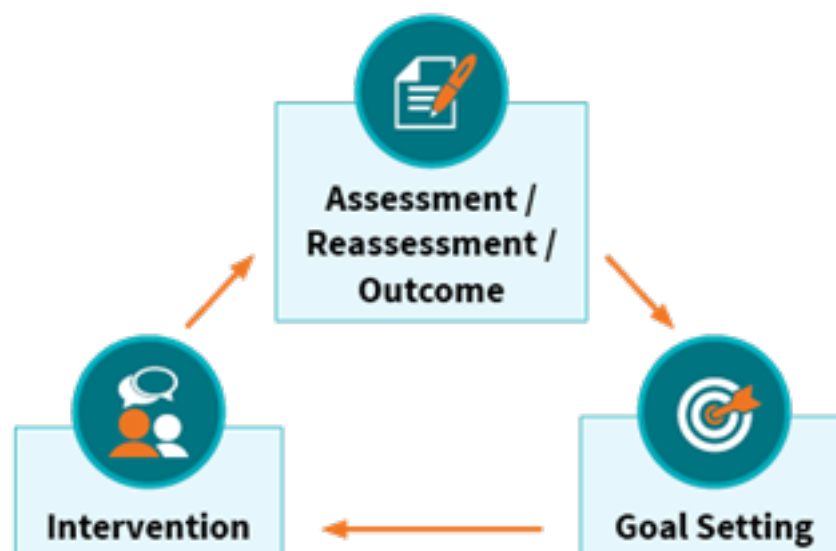 Assessment /
Reassessment /
Outcome
Intervention
Goal Setting